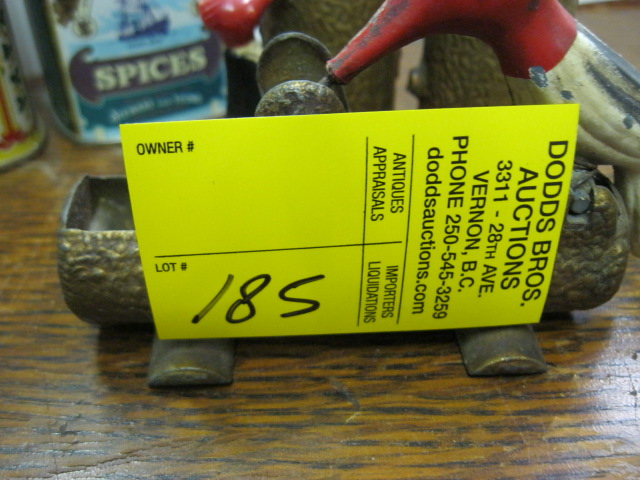 SPICES
OWNER #
LOT #
185
ANTIQUES
APPRAISALS
IMPORTERS
LIQUIDATIONS
DODDS BROS.
AUCTIONS
3311 - 28TH AVE.
VERNON, B.C.
PHONE 250-545-3259
doddsauctions.com